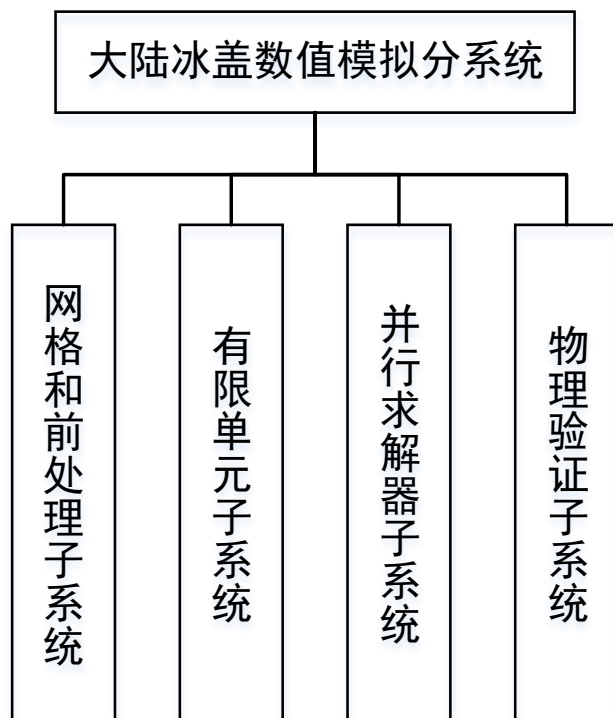 大陆冰盖数值模拟分系统
网格和前处理子系统
有限单元子系统
并行求解器子系统
物理验证子系统